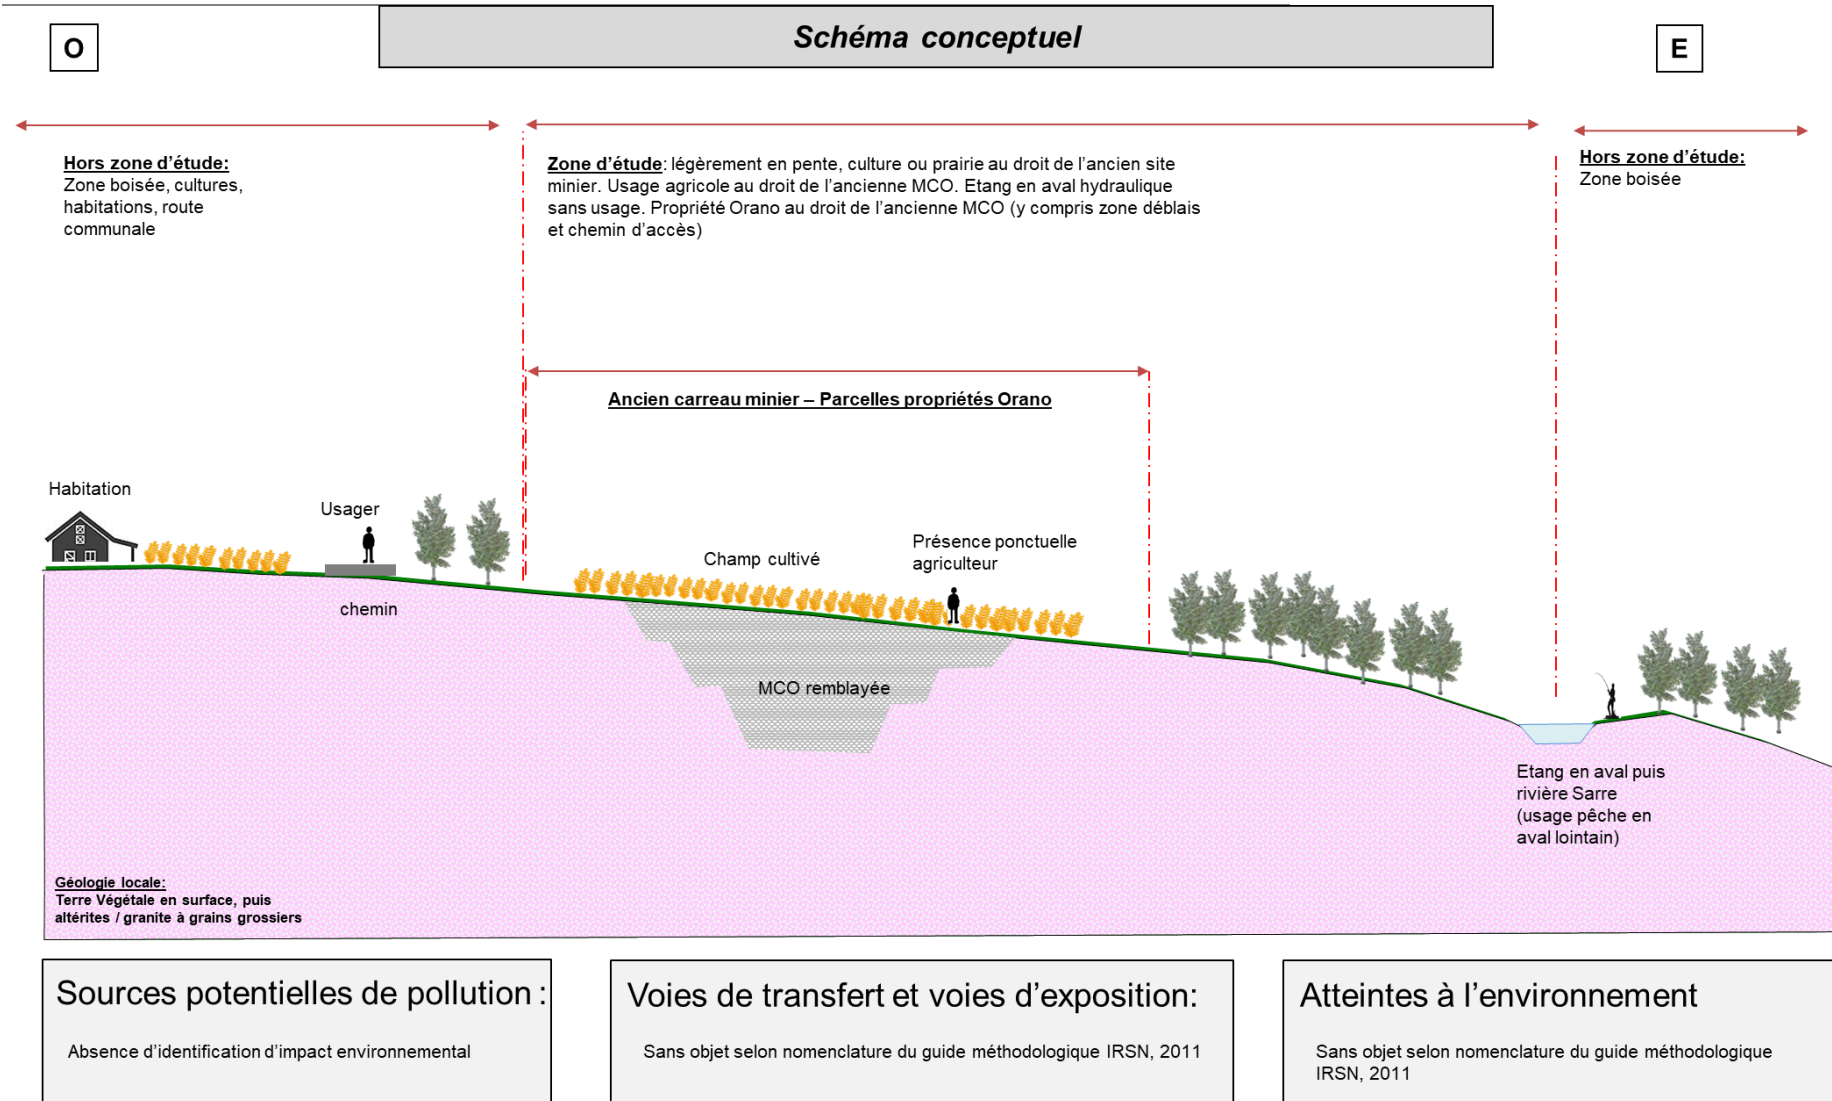 O
Schéma conceptuel
E
Hors zone d'étude:
Zone boisée, cultures,
habitations, route
communale
Zone d'étude: légèrement en pente, culture ou prairie au droit de l'ancien site
minier. Usage agricole au droit de l'ancienne MCO. Etang en aval hydraulique
sans usage. Propriété Orano au droit de l'ancienne MCO (y compris zone déblais
et chemin d'accès)
Hors zone d'étude:
Zone boisée
Ancien carreau minier – Parcelles propriétés Orano
Habitation
Usager
chemin
Champ cultivé
Présence ponctuelle
agriculteur
MCO remblayée
Etang en aval puis
rivière Sarre
(usage pêche en
aval lointain)
Géologie locale:
Terre Végétale en surface, puis
altérites / granite à grains grossiers
Sources potentielles de pollution :
Absence d'identification d'impact environnemental
Voies de transfert et voies d'exposition:
Sans objet selon nomenclature du guide méthodologique IRSN, 2011
Atteintes à l'environnement
Sans objet selon nomenclature du guide méthodologique
IRSN, 2011